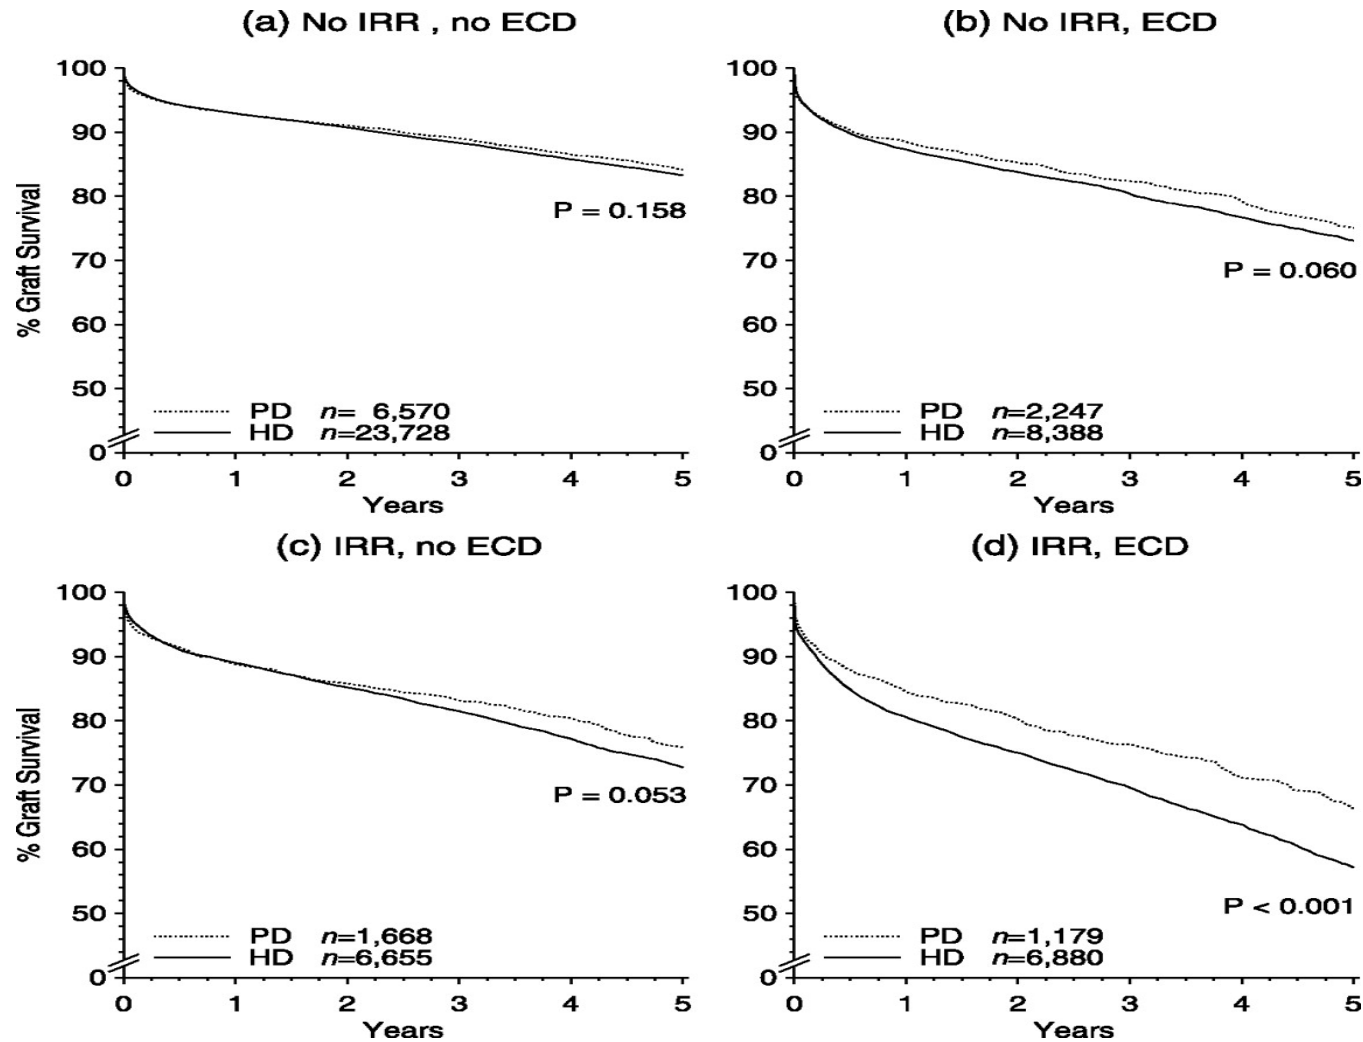 (a) No IRR , no ECD
% Graft Survival
100
90
80
70
60
50
0
P = 0.158
PD n= 6,570
HD n=23,728
0 1 2 3 4 5
Years
(b) No IRR, ECD
100
90
80
70
60
50
0
P = 0.060
PD n=2,247
HD n=8,388
0 1 2 3 4 5
Years
(c) IRR, no ECD
% Graft Survival
100
90
80
70
60
50
0
P = 0.053
PD n=1,668
HD n=6,655
0 1 2 3 4 5
Years
(d) IRR, ECD
100
90
80
70
60
50
0
P < 0.001
PD n=1,179
HD n=6,880
0 1 2 3 4 5
Years